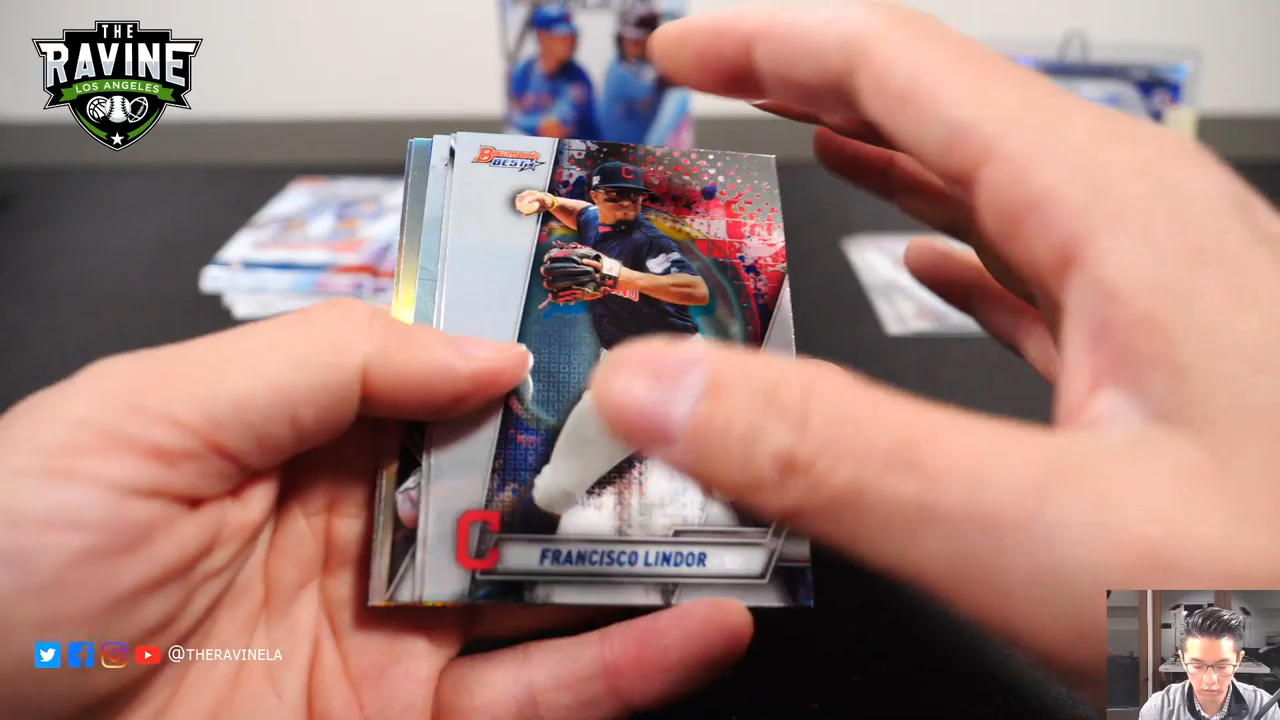 THE
RAVINE
LOS ANGELES
BOWMAN'S
BEST
C
C
FRANCISCO LINDOR
@THERAVINELA